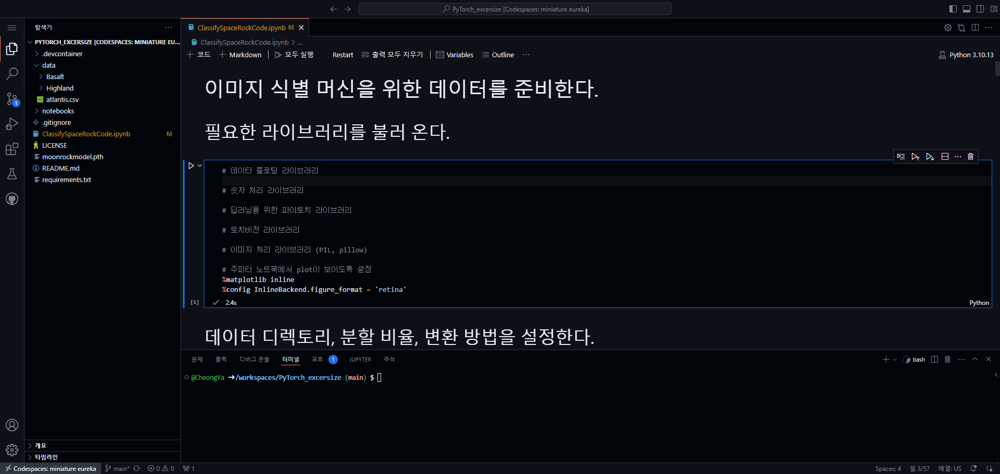 PyTorch_excersize [Codespaces: miniature eureka]
탐색기
PYTORCH_EXCERSIZE [CODESPACES: MINIATURE EU...
.devcontainer
data
Basalt
Highland
atlantis.csv
notebooks
.gitignore
ClassifySpaceRockCode.ipynb M
LICENSE
moonrockmodel.pth
README.md
requirements.txt
개요
타임라인
ClassifySpaceRockCode.ipynb M
ClassifySpaceRockCode.ipynb > ...
코드 Markdown 모두 실행 Restart 출력 모두 지우기 Variables Outline ... Python 3.10.13
이미지 식별 머신을 위한 데이터를 준비한다.
필요한 라이브러리를 불러 온다.
# 데이터 플로팅 라이브러리
# 숫자 처리 라이브러리
# 딥러닝을 위한 파이토치 라이브러리
# 토치비전 라이브러리
# 이미지 처리 라이브러리 (PIL, pillow)
# 주피터 노트북에서 plot이 보이도록 설정
%matplotlib inline
%config InlineBackend.figure_format = 'retina'
[1] 2.4s Python
데이터 디렉토리, 분할 비율, 변환 방법을 설정한다.
문제 출력 디버그 콘솔 터미널 포트 1 JUPYTER 주석 bash
@CheongYa ➜/workspaces/PyTorch_excersize (main) $
1
Codespaces: miniature eureka main* 0 0 1 Spaces: 4 셀 3/57 배열: US